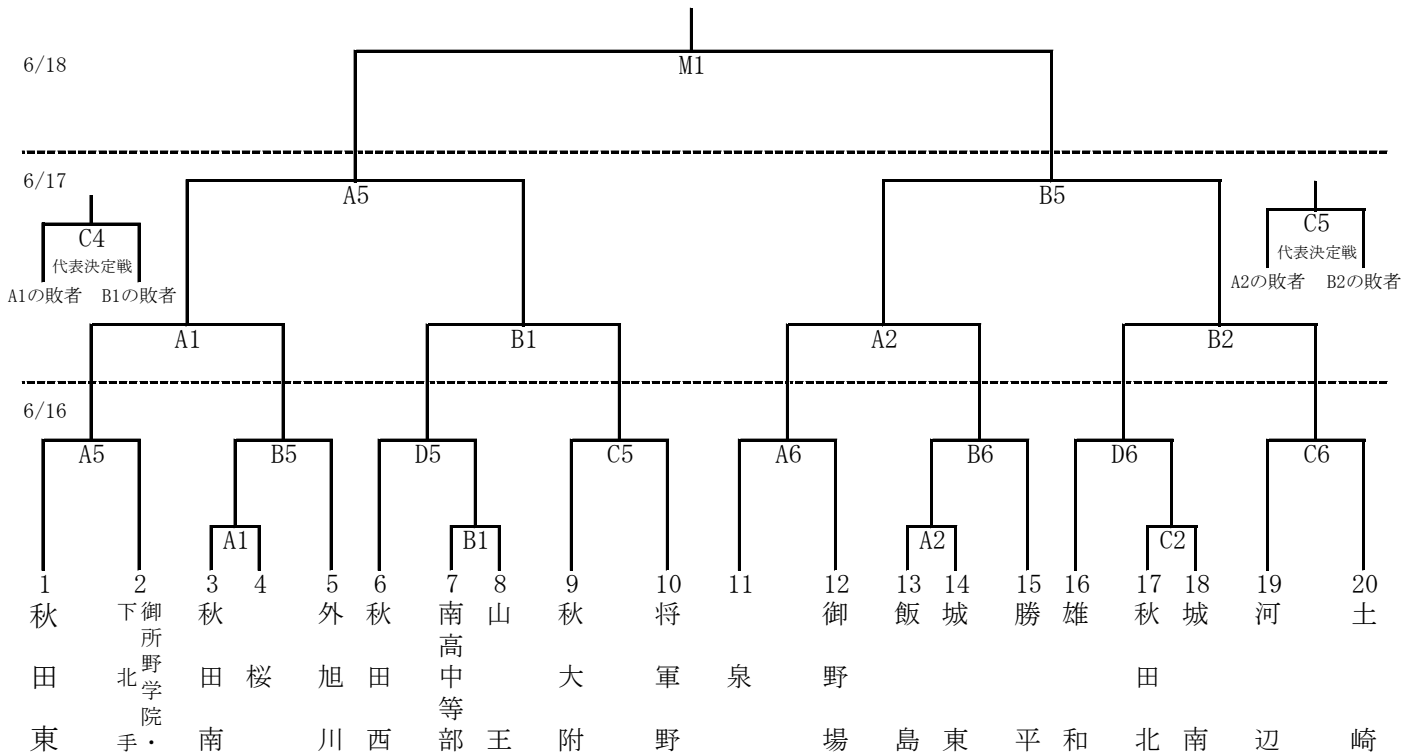 6/18
M1
6/17
A5
B5
C4
代表決定戦
A1の敗者 B1の敗者
C5
代表決定戦
A2の敗者 B2の敗者
A1
B1
A2
B2
6/16
A5
B5
D5
C5
A6
B6
D6
C6
A1
B1
A2
C2
1 2 3 4 5 6 7 8 9 10 11 12 13 14 15 16 17 18 19 20
秋田東
御所野学院・
下北手
秋田南
桜
外旭川
秋田西
南高中等部
山王
秋大附
将軍野
泉
御野場
飯島
城東
勝平
雄和
秋田北
城南
河辺
土崎